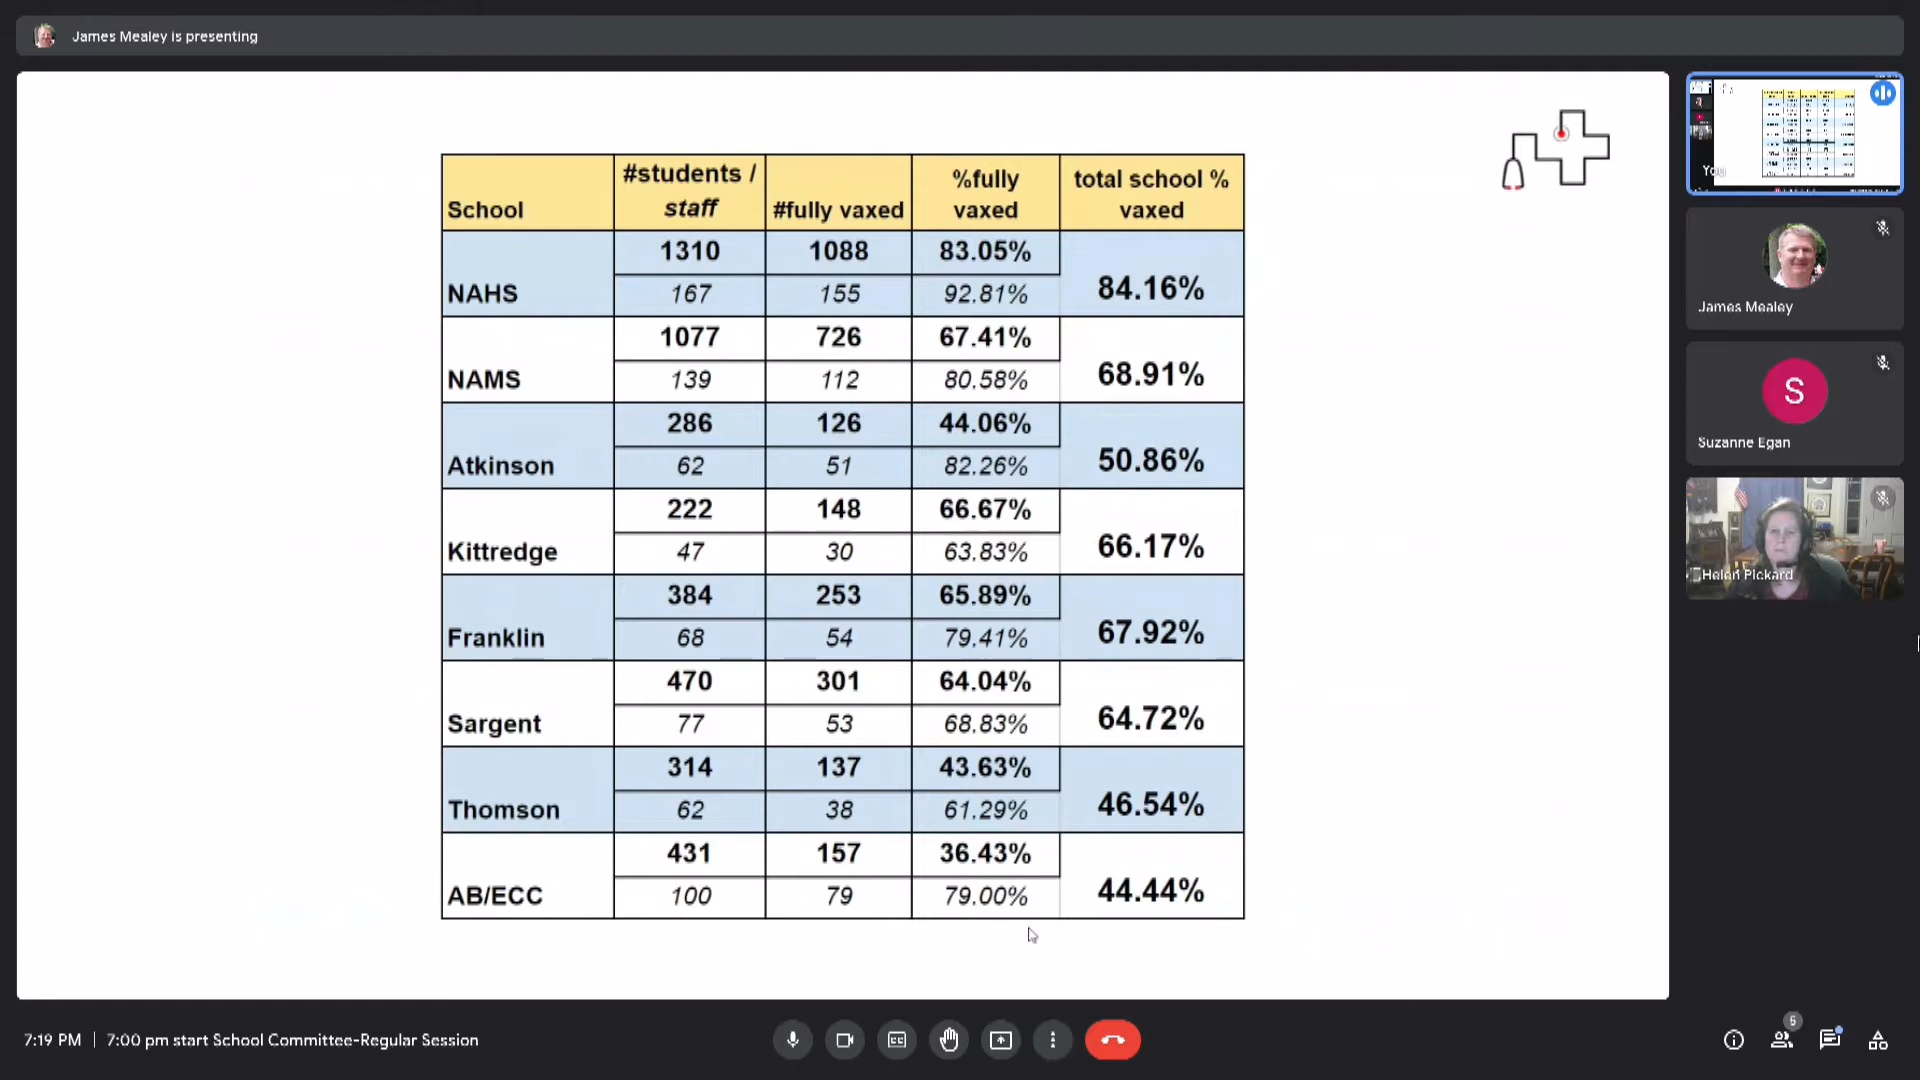 James Mealey is presenting
School #students / staff #fully vaxed %fully vaxed total school % vaxed
NAHS 1310 1088 83.05% 84.16%
167 155 92.81%
NAMS 1077 726 67.41% 68.91%
139 112 80.58%
Atkinson 286 126 44.06% 50.86%
62 51 82.26%
Kittredge 222 148 66.67% 66.17%
47 30 63.83%
Franklin 384 253 65.89% 67.92%
68 54 79.41%
Sargent 470 301 64.04% 64.72%
77 53 68.83%
Thomson 314 137 43.63% 46.54%
62 38 61.29%
AB/ECC 431 157 36.43% 44.44%
100 79 79.00%
You
James Mealey
S
Suzanne Egan
Helen Pickard
7:19 PM | 7:00 pm start School Committee-Regular Session